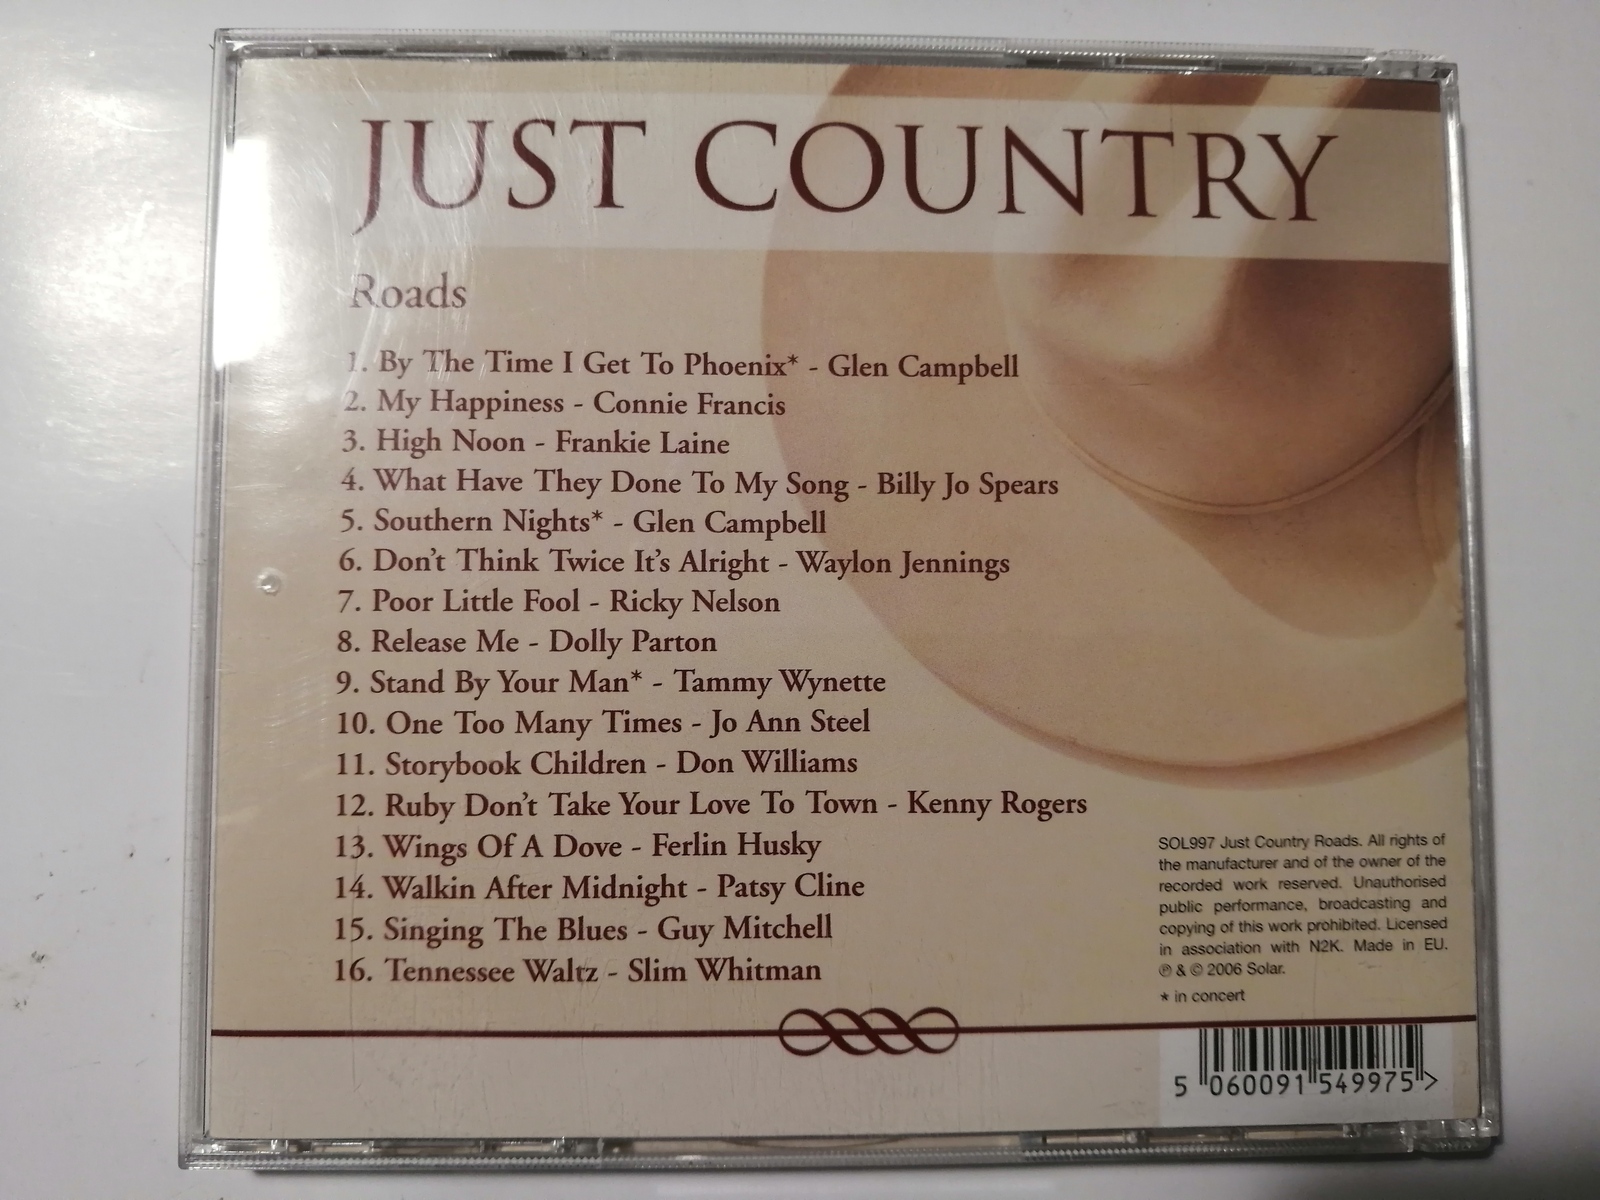 JUST COUNTRY
Roads
1. By The Time I Get To Phoenix* - Glen Campbell
2. My Happiness - Connie Francis
3. High Noon - Frankie Laine
4. What Have They Done To My Song - Billy Jo Spears
5. Southern Nights* - Glen Campbell
6. Don't Think Twice It's Alright - Waylon Jennings
7. Poor Little Fool - Ricky Nelson
8. Release Me - Dolly Parton
9. Stand By Your Man* - Tammy Wynette
10. One Too Many Times - Jo Ann Steel
11. Storybook Children - Don Williams
12. Ruby Don't Take Your Love To Town - Kenny Rogers
13. Wings Of A Dove - Ferlin Husky
14. Walkin After Midnight - Patsy Cline
15. Singing The Blues - Guy Mitchell
16. Tennessee Waltz - Slim Whitman
SOL997 Just Country Roads. All rights of
the manufacturer and of the owner of the
recorded work reserved. Unauthorised
public performance, broadcasting and
copying of this work prohibited. Licensed
in association with N2K. Made in EU.
℗ & © 2006 Solar.
* in concert
5 060091 549975 >